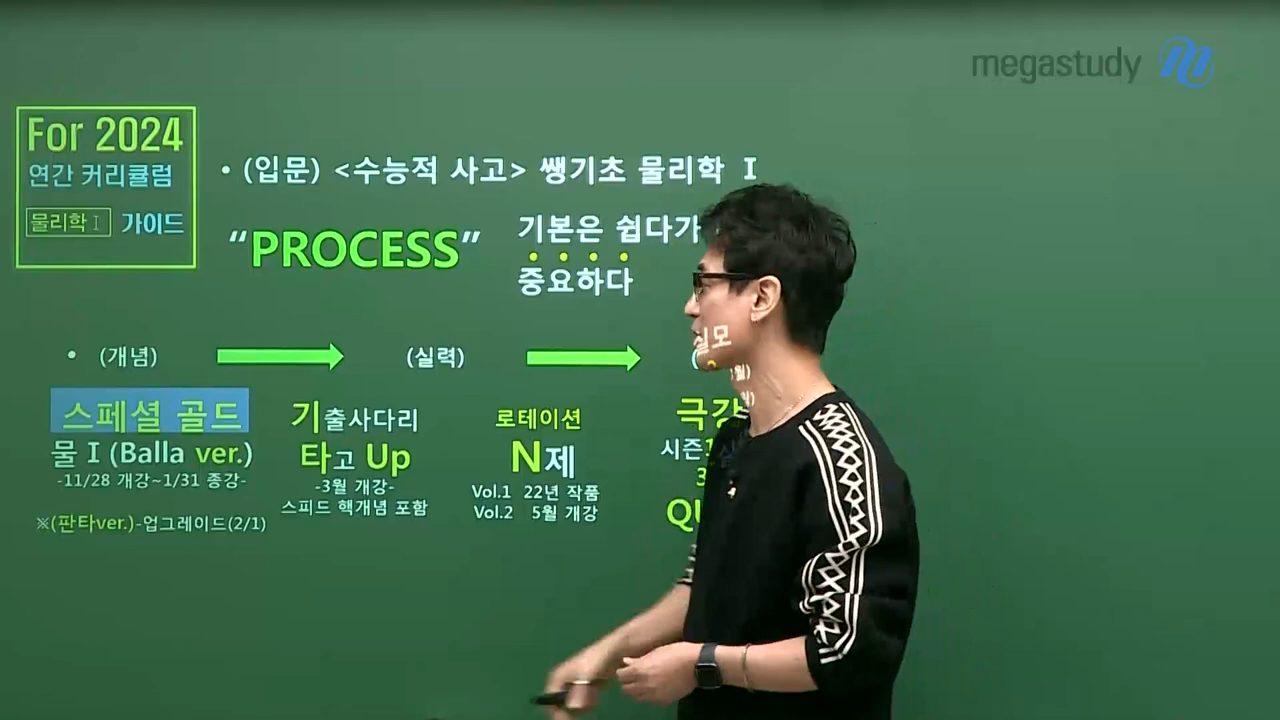 megastudy
For 2024
연간 커리큘럼
물리학 I 가이드
• (입문) <수능적 사고> 쌩기초 물리학 I
“PROCESS”
기본은 쉽다가
중요하다
• (개념)
(실력)
실모
스페셜 골드
물 I (Balla ver.)
-11/28 개강~1/31 종강-
※(판타ver.)-업그레이드(2/1)
기출사다리
타고 Up
-3월 개강-
스피드 핵개념 포함
로테이션
N제
Vol.1 22년 작품
Vol.2 5월 개강
시즌